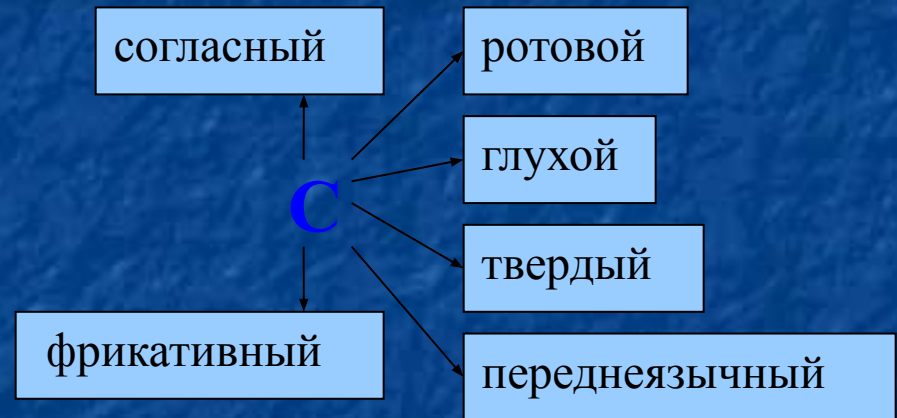 согласный
ротовой
глухой
С
твердый
фрикативный
переднеязычный